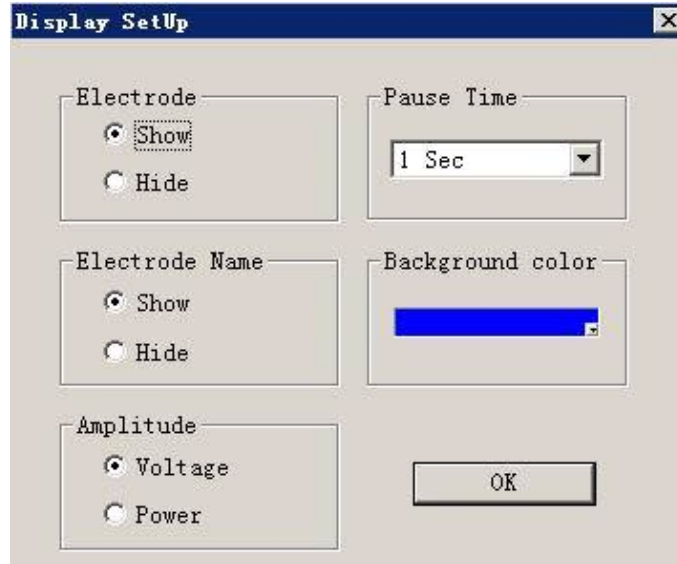 Display SetUp
Electrode
Show
Hide
Pause Time
1 Sec
Electrode Name
Show
Hide
Background color
Amplitude
Voltage
Power
OK